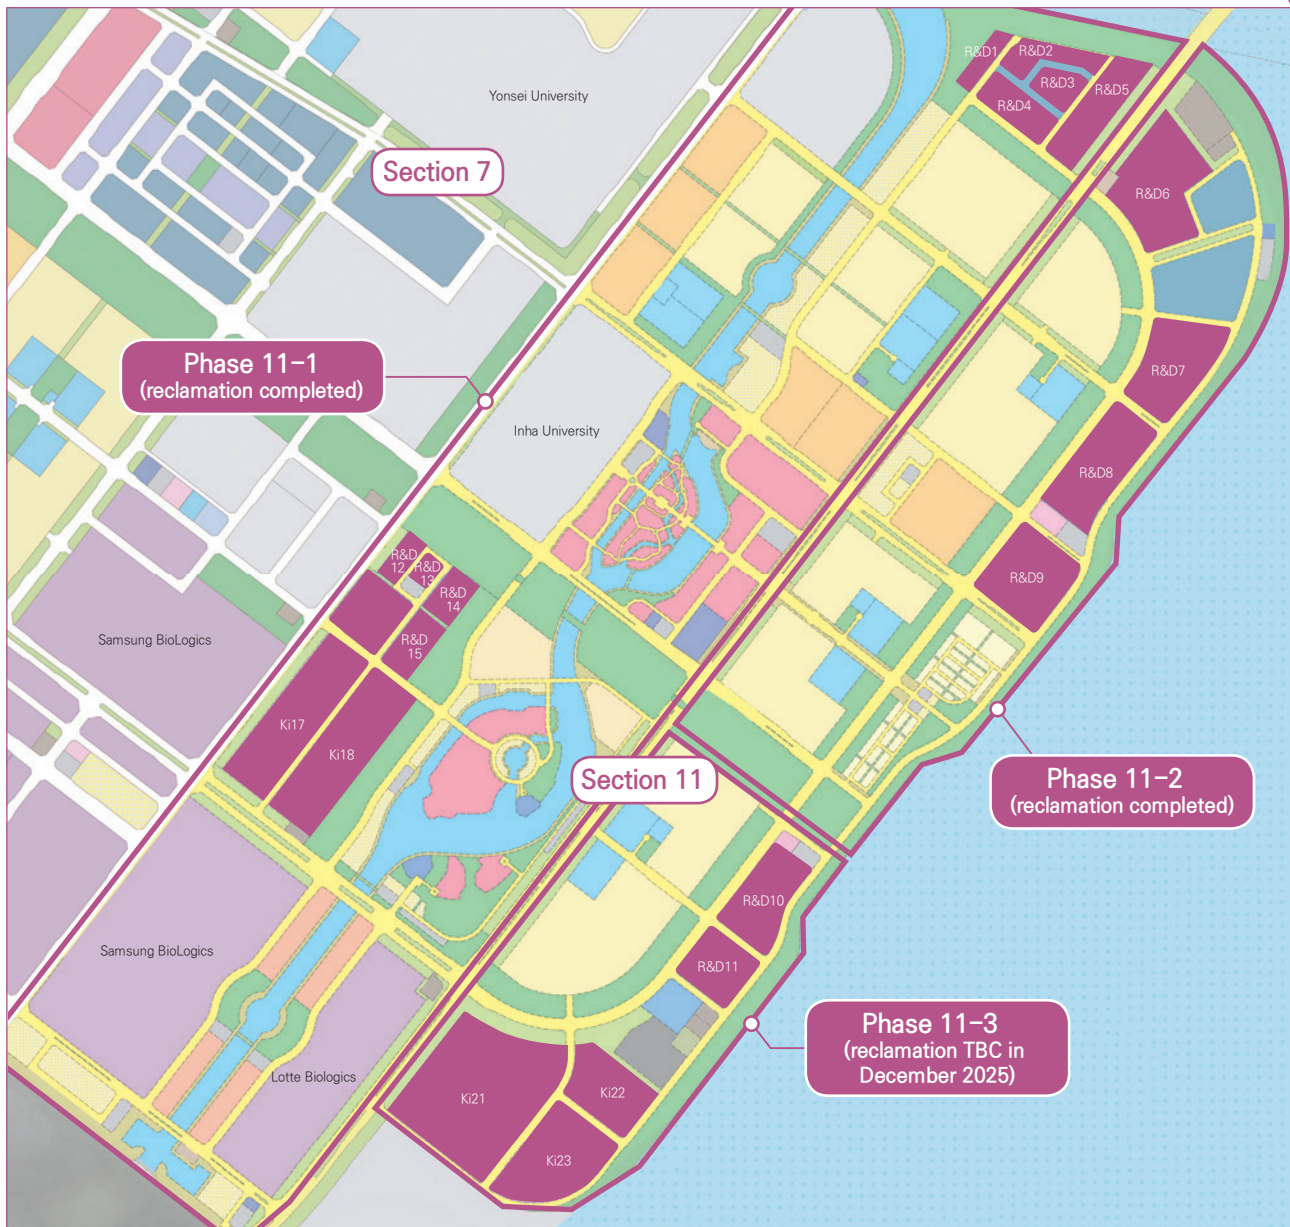 Yonsei University
R&D1
R&D2
R&D3
R&D4
R&D5
Section 7
R&D6
Phase 11-1
(reclamation completed)
R&D7
Inha University
R&D8
R&D
12
R&D
13
R&D
14
R&D
15
R&D9
Samsung BioLogics
Ki17
Ki18
Section 11
Phase 11-2
(reclamation completed)
R&D10
Samsung BioLogics
R&D11
Phase 11-3
(reclamation TBC in
December 2025)
Lotte Biologics
Ki21
Ki22
Ki23